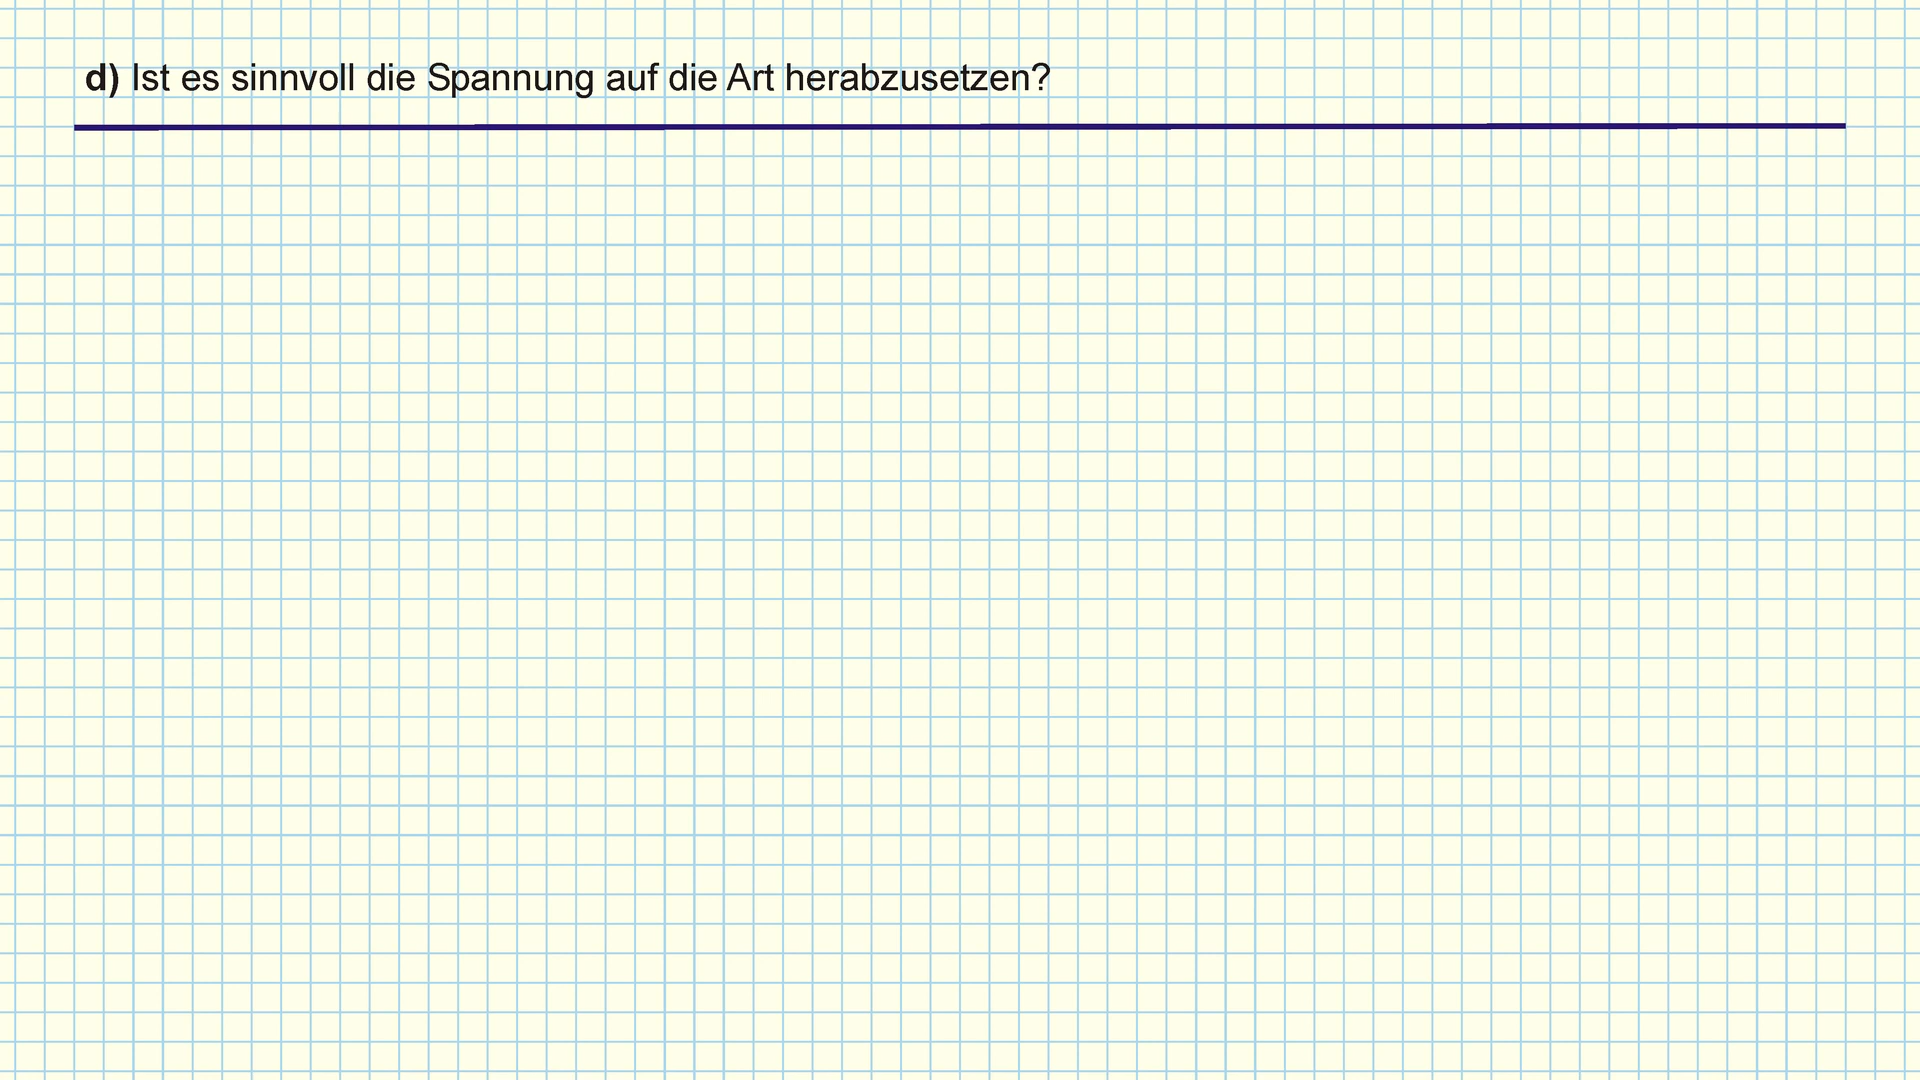 d) Ist es sinnvoll die Spannung auf die Art herabzusetzen?